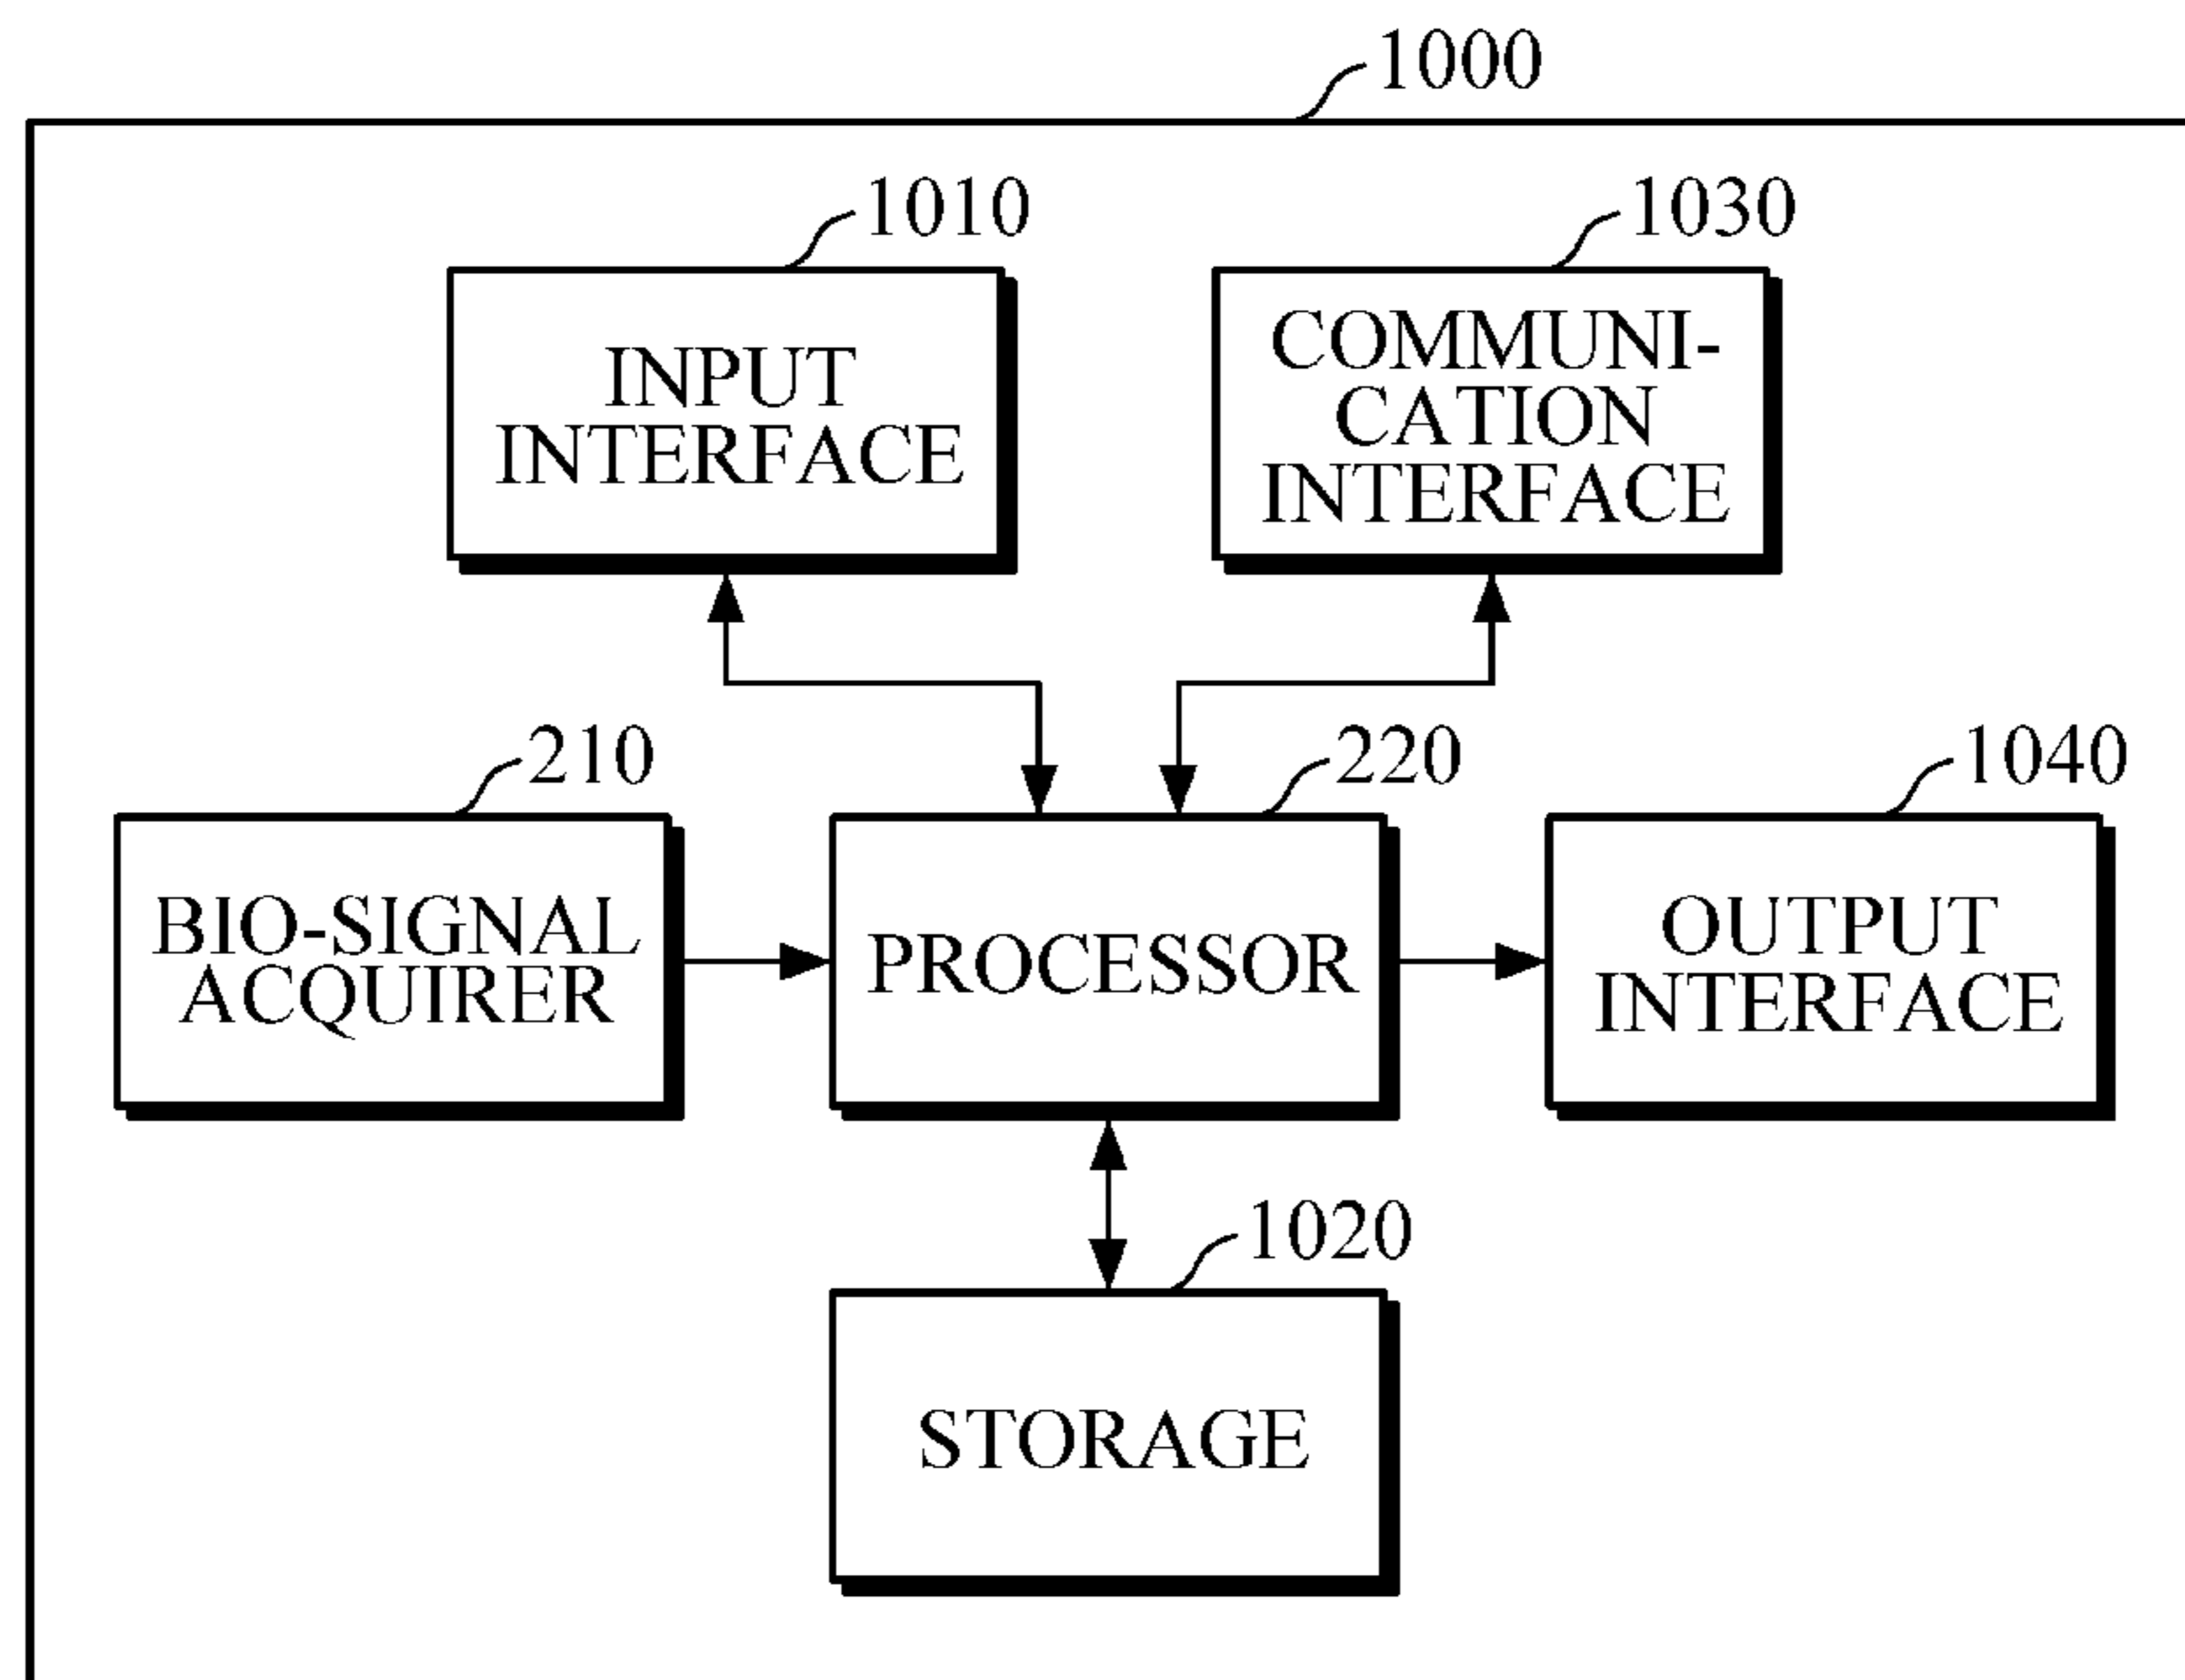 1000
1010
1030
INPUT
INTERFACE
COMMUNI-
CATION
INTERFACE
210
220
1040
BIO-SIGNAL
ACQUIRER
PROCESSOR
OUTPUT
INTERFACE
1020
STORAGE